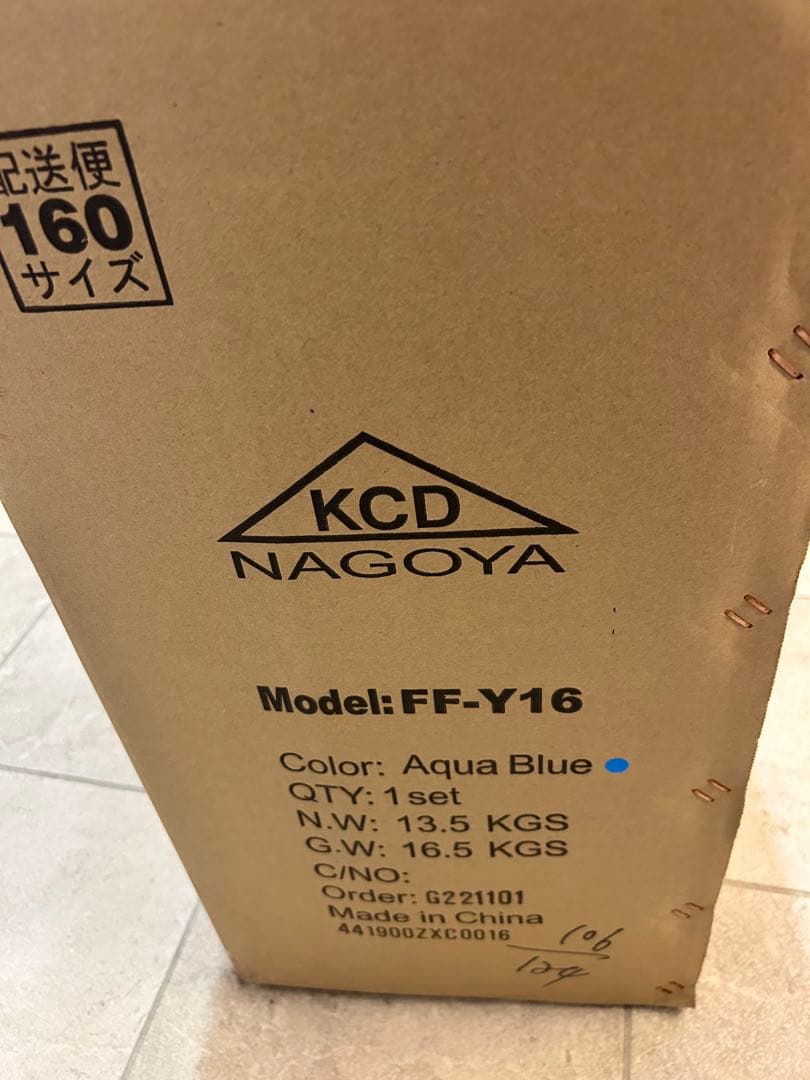 配送便
160
サイズ
KCD
NAGOYA
Model:FF-Y16
Color: Aqua Blue
QTY: 1 set
N.W: 13.5 KGS
G.W: 16.5 KGS
C/NO:
Order: G221101
Made in China
441900ZXC0016
106
124